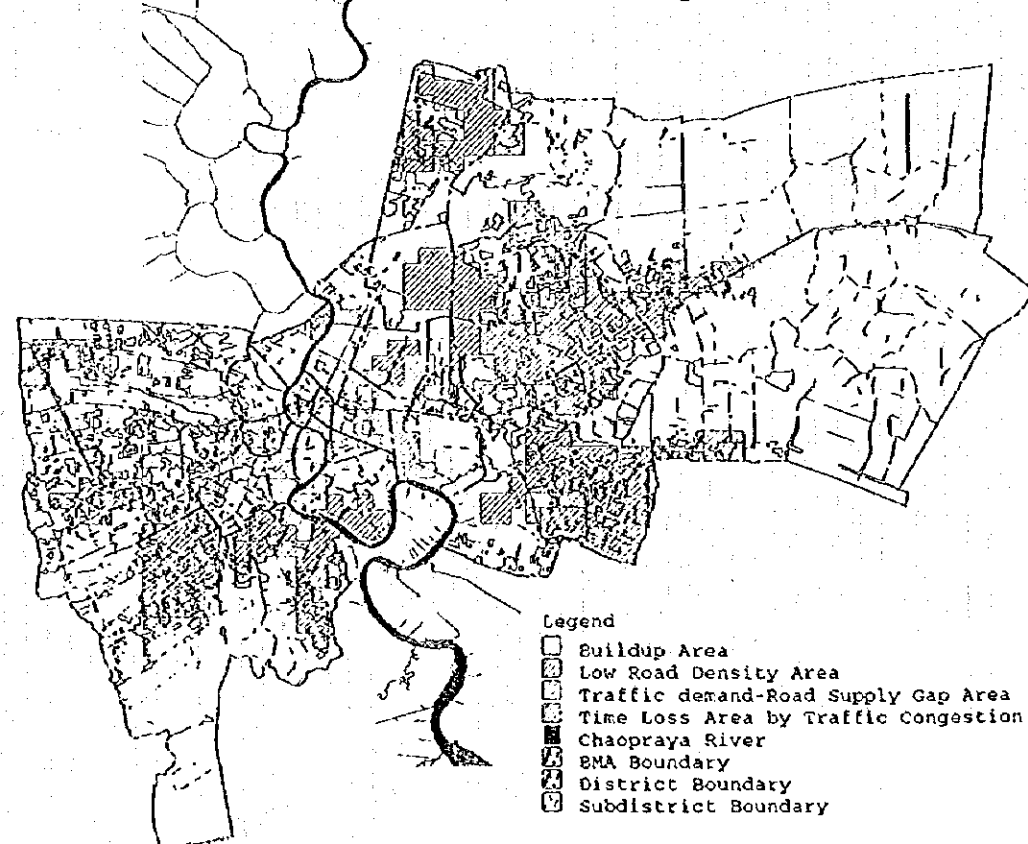 Legend
Buildup Area
Low Road Density Area
Traffic demand-Road Supply Gap Area
Time Loss Area by Traffic Congestion
Chaopraya River
BMA Boundary
District Boundary
Subdistrict Boundary